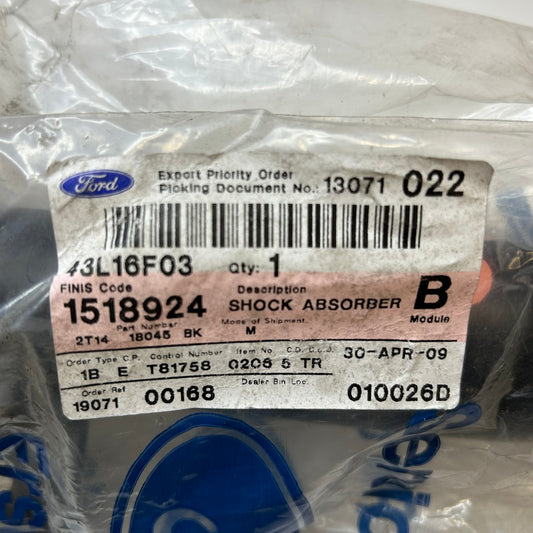 Ford
Export Priority Order
Picking Document No.: 13071 022
43L16F03 Qty: 1
FINIS Code Description
1518924 SHOCK ABSORBER B
Part Number Mode of Shipment Module
2T14 18045 BK M
Order Type C.P. Control Number Item No. C.D. 30-APR-09
1B E T81758 0206 5 TR
Order Ref Dealer Bin Loc.
19071 00168 010026D